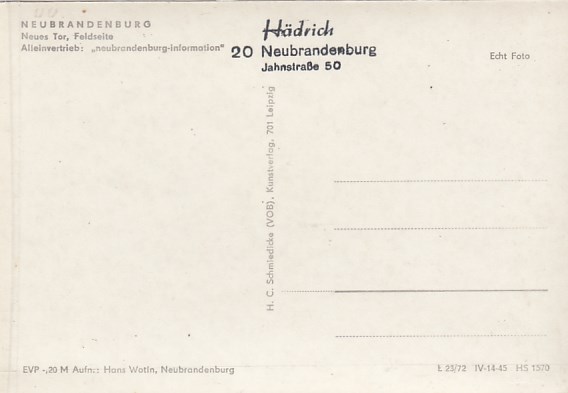 NEUBRANDENBURG
Neues Tor, Feldseite
Alleinvertrieb: „neubrandenburg-information"
Hädrich
20 Neubrandenburg
Jahnstraße 50
Echt Foto
H. C. Schmiedicke (VOB), Kunstverlag, 701 Leipzig
EVP -,20 M Aufn.: Hans Wotin, Neubrandenburg
L 23/72 IV-14-45 HS 1570